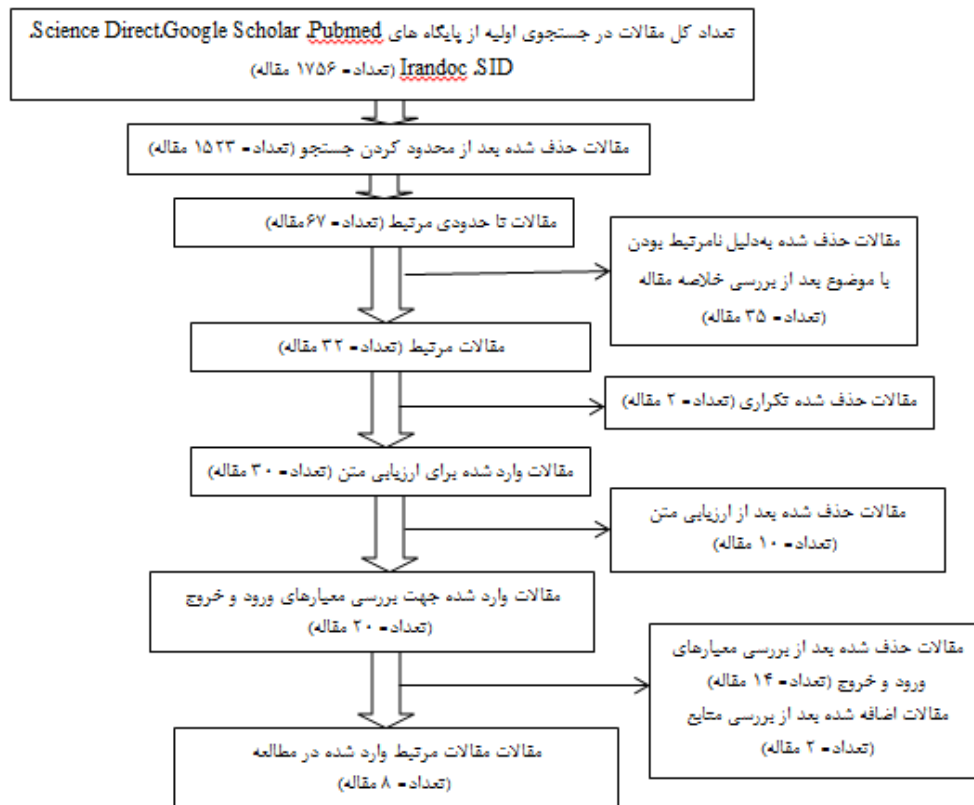 تعداد کل مقالات در جستجوی اولیه از پایگاه های Science Direct،Google Scholar ،Pubmed،
Irandoc ،SID (تعداد= ۱۷۵۶ مقاله)
مقالات حذف شده بعد از محدود کردن جستجو (تعداد= ۱۵۲۳ مقاله)
مقالات تا حدودی مرتبط (تعداد= ۶۷مقاله)
مقالات حذف شده به‌دلیل نامرتبط بودن
با موضوع بعد از بررسی خلاصه مقاله
(تعداد= ۳۵ مقاله)
مقالات مرتبط (تعداد= ۳۲ مقاله)
مقالات حذف شده تکراری (تعداد= ۲ مقاله)
مقالات وارد شده برای ارزیابی متن (تعداد= ۳۰ مقاله)
مقالات حذف شده بعد از ارزیابی متن
(تعداد= ۱۰ مقاله)
مقالات وارد شده جهت بررسی معیارهای ورود و خروج
(تعداد= ۲۰ مقاله)
مقالات حذف شده بعد از بررسی معیارهای
ورود و خروج (تعداد= ۱۴ مقاله)
مقالات اضافه شده بعد از بررسی منابع
(تعداد= ۲ مقاله)
مقالات مقالات مرتبط وارد شده در مطالعه
(تعداد= ۸ مقاله)